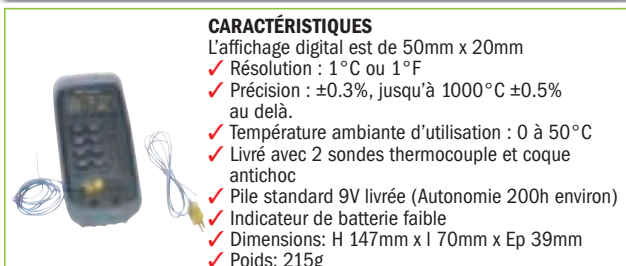 CARACTÉRISTIQUES
L'affichage digital est de 50mm x 20mm
✓ Résolution : 1°C ou 1°F
✓ Précision : ±0.3%, jusqu'à 1000°C ±0.5%
au delà.
✓ Température ambiante d'utilisation : 0 à 50°C
✓ Livré avec 2 sondes thermocouple et coque
antichoc
✓ Pile standard 9V livrée (Autonomie 200h environ)
✓ Indicateur de batterie faible
✓ Dimensions: H 147mm x l 70mm x Ep 39mm
✓ Poids: 215g